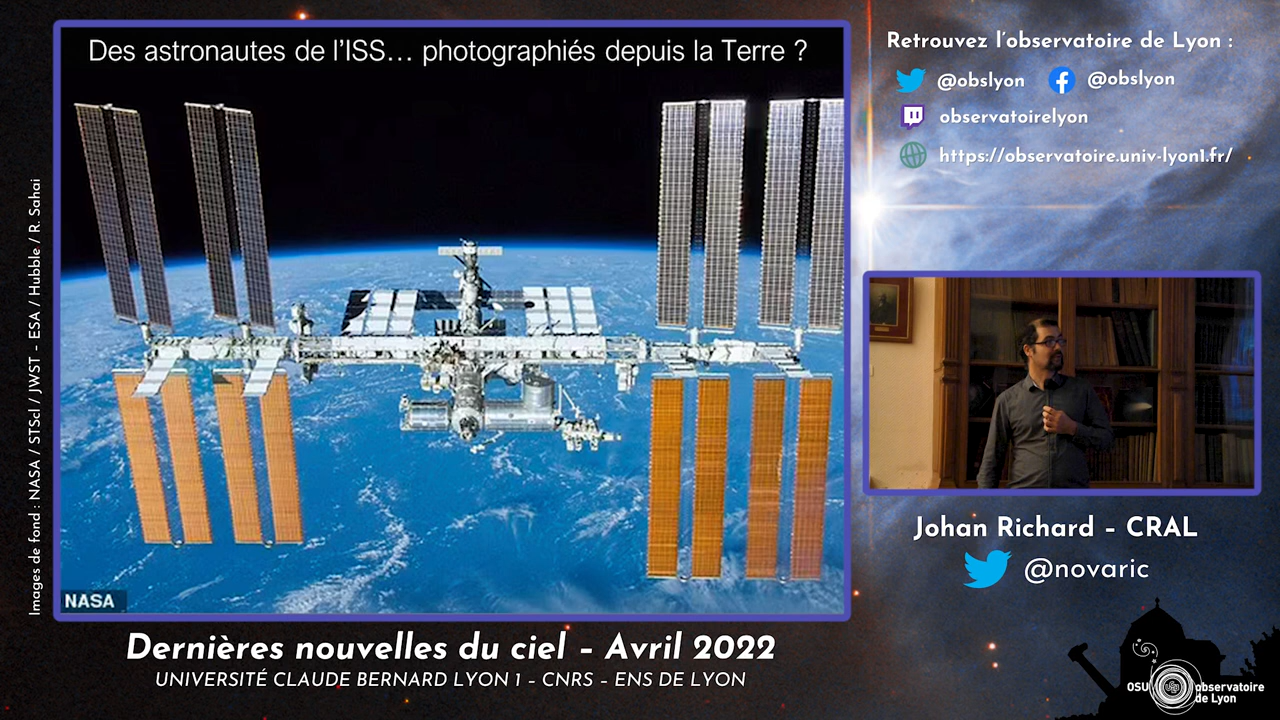 Des astronautes de l'ISS... photographiés depuis la Terre ?
NASA
Images de fond : NASA / STScI / JWST - ESA / Hubble / R. Sahai
Dernières nouvelles du ciel – Avril 2022
UNIVERSITÉ CLAUDE BERNARD LYON 1 – CNRS – ENS DE LYON
Retrouvez l'observatoire de Lyon :
@obslyon @obslyon
observatoirelyon
https://observatoire.univ-lyon1.fr/
Johan Richard – CRAL
@novaric
OSUL observatoire
de Lyon